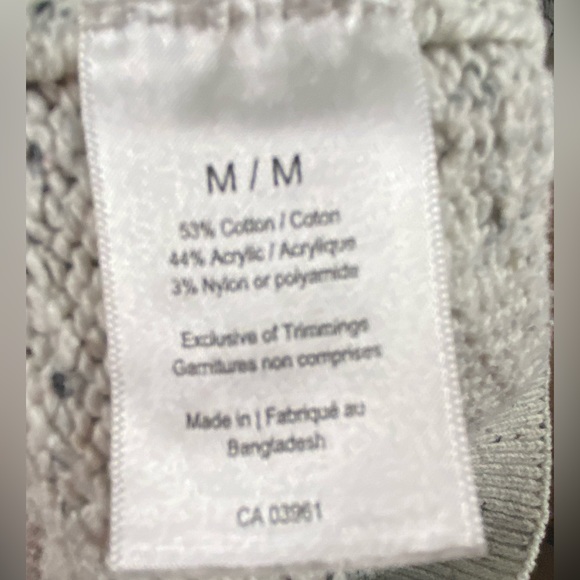 M / M
53% Cotton / Coton
44% Acrylic / Acrylique
3% Nylon or polyamide
Exclusive of Trimmings
Garnitures non comprises
Made in | Fabriqué au
Bangladesh
CA 03961